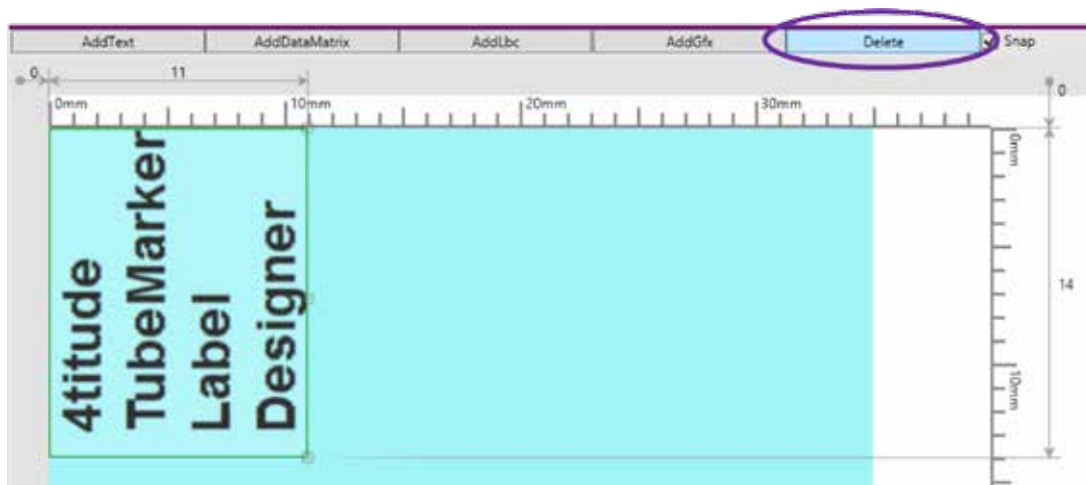 AddText AddDataMatrix AddLbc AddGfx Delete Snap
0 11 0
0mm 10mm 20mm 30mm
4titude
TubeMarker
Label
Designer
0mm
14
10mm